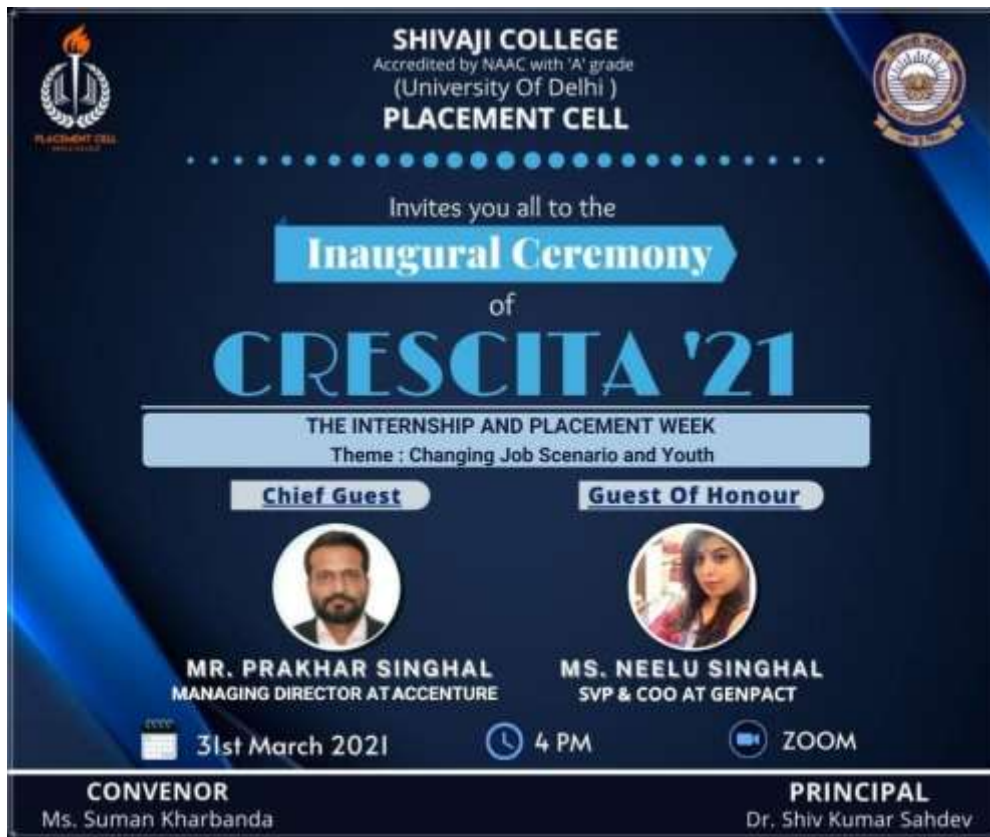 SHIVAJI COLLEGE
Accredited by NAAC with 'A' grade
(University Of Delhi )
PLACEMENT CELL
PLACEMENT CELL
Invites you all to the
Inaugural Ceremony
of
CRESCITA '21
THE INTERNSHIP AND PLACEMENT WEEK
Theme : Changing Job Scenario and Youth
Chief Guest
Guest Of Honour
MR. PRAKHAR SINGHAL
MANAGING DIRECTOR AT ACCENTURE
MS. NEELU SINGHAL
SVP & COO AT GENPACT
31st March 2021
4 PM
ZOOM
CONVENOR
Ms. Suman Kharbanda
PRINCIPAL
Dr. Shiv Kumar Sahdev